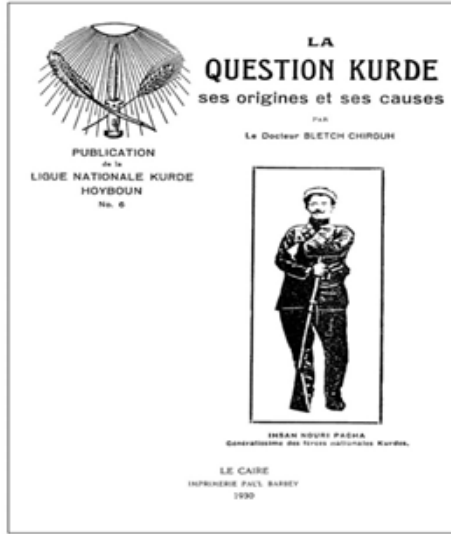 LA
QUESTION KURDE
ses origines et ses causes
PAR
Le Docteur BLETCH CHIRGUH
PUBLICATION
de la
LIGUE NATIONALE KURDE
HOYBOUN
No. 6
IHSAN NOURI PACHA
Généralissime des forces nationales Kurdes.
LE CAIRE
IMPRIMERIE PAUL BARBEY
1930